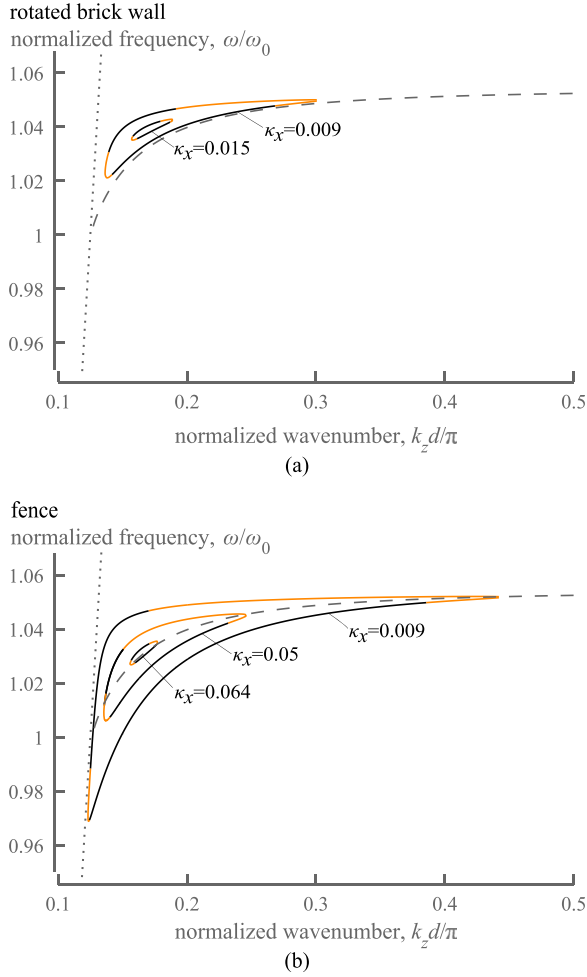 rotated brick wall
normalized frequency, ω/ω₀
1.06
1.04
1.02
1
0.98
0.96
κₓ=0.009
κₓ=0.015
0.1 0.2 0.3 0.4 0.5
normalized wavenumber, k_z d/π
(a)
fence
normalized frequency, ω/ω₀
1.06
1.04
1.02
1
0.98
0.96
κₓ=0.009
κₓ=0.05
κₓ=0.064
0.1 0.2 0.3 0.4 0.5
normalized wavenumber, k_z d/π
(b)